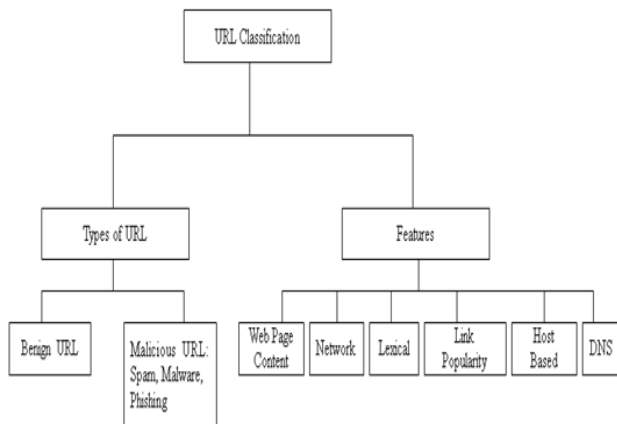 URL Classification
Types of URL
Features
Benign URL
Malicious URL:
Spam, Malware,
Phishing
Web Page
Content
Network
Lexical
Link
Popularity
Host
Based
DNS